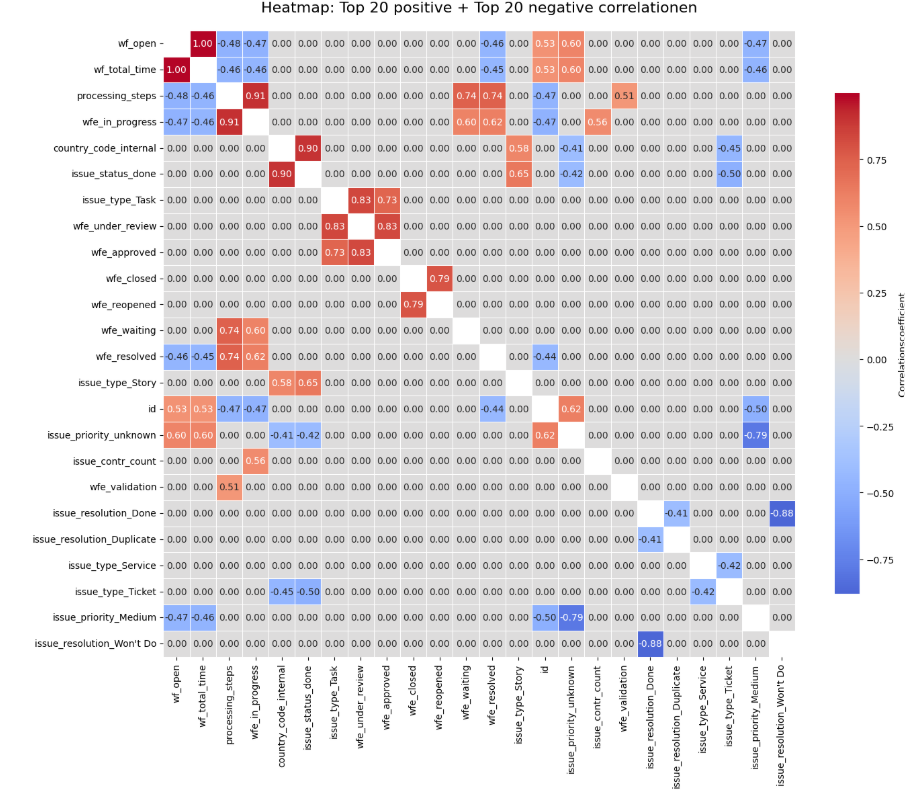 Heatmap: Top 20 positive + Top 20 negative correlationen
wf_open 1.00 -0.48 -0.47 0.00 0.00 0.00 0.00 0.00 0.00 0.00 0.00 -0.46 0.00 0.53 0.60 0.00 0.00 0.00 0.00 0.00 0.00 -0.47 0.00
wf_total_time 1.00 -0.46 -0.46 0.00 0.00 0.00 0.00 0.00 0.00 0.00 0.00 -0.45 0.00 0.53 0.60 0.00 0.00 0.00 0.00 0.00 0.00 -0.46 0.00
processing_steps -0.48 -0.46 0.91 0.00 0.00 0.00 0.00 0.00 0.00 0.00 0.74 0.74 0.00 -0.47 0.00 0.00 0.51 0.00 0.00 0.00 0.00 0.00 0.00
wfe_in_progress -0.47 -0.46 0.91 0.00 0.00 0.00 0.00 0.00 0.00 0.00 0.60 0.62 0.00 -0.47 0.00 0.56 0.00 0.00 0.00 0.00 0.00 0.00 0.00
country_code_internal 0.00 0.00 0.00 0.00 0.90 0.00 0.00 0.00 0.00 0.00 0.00 0.00 0.58 0.00 -0.41 0.00 0.00 0.00 0.00 0.00 -0.45 0.00 0.00
issue_status_done 0.00 0.00 0.00 0.00 0.90 0.00 0.00 0.00 0.00 0.00 0.00 0.00 0.65 0.00 -0.42 0.00 0.00 0.00 0.00 0.00 -0.50 0.00 0.00
issue_type_Task 0.00 0.00 0.00 0.00 0.00 0.00 0.83 0.73 0.00 0.00 0.00 0.00 0.00 0.00 0.00 0.00 0.00 0.00 0.00 0.00 0.00 0.00 0.00
wfe_under_review 0.00 0.00 0.00 0.00 0.00 0.00 0.83 0.83 0.00 0.00 0.00 0.00 0.00 0.00 0.00 0.00 0.00 0.00 0.00 0.00 0.00 0.00 0.00
wfe_approved 0.00 0.00 0.00 0.00 0.00 0.00 0.73 0.83 0.00 0.00 0.00 0.00 0.00 0.00 0.00 0.00 0.00 0.00 0.00 0.00 0.00 0.00 0.00
wfe_closed 0.00 0.00 0.00 0.00 0.00 0.00 0.00 0.00 0.00 0.79 0.00 0.00 0.00 0.00 0.00 0.00 0.00 0.00 0.00 0.00 0.00 0.00 0.00
wfe_reopened 0.00 0.00 0.00 0.00 0.00 0.00 0.00 0.00 0.00 0.79 0.00 0.00 0.00 0.00 0.00 0.00 0.00 0.00 0.00 0.00 0.00 0.00 0.00
wfe_waiting 0.00 0.00 0.74 0.60 0.00 0.00 0.00 0.00 0.00 0.00 0.00 0.00 0.00 0.00 0.00 0.00 0.00 0.00 0.00 0.00 0.00 0.00 0.00
wfe_resolved -0.46 -0.45 0.74 0.62 0.00 0.00 0.00 0.00 0.00 0.00 0.00 0.00 0.00 -0.44 0.00 0.00 0.00 0.00 0.00 0.00 0.00 0.00 0.00
issue_type_Story 0.00 0.00 0.00 0.00 0.58 0.65 0.00 0.00 0.00 0.00 0.00 0.00 0.00 0.00 0.00 0.00 0.00 0.00 0.00 0.00 0.00 0.00 0.00
id 0.53 0.53 -0.47 -0.47 0.00 0.00 0.00 0.00 0.00 0.00 0.00 0.00 -0.44 0.00 0.62 0.00 0.00 0.00 0.00 0.00 0.00 -0.50 0.00
issue_priority_unknown 0.60 0.60 0.00 0.00 -0.41 -0.42 0.00 0.00 0.00 0.00 0.00 0.00 0.00 0.00 0.62 0.00 0.00 0.00 0.00 0.00 0.00 -0.79 0.00
issue_contr_count 0.00 0.00 0.00 0.56 0.00 0.00 0.00 0.00 0.00 0.00 0.00 0.00 0.00 0.00 0.00 0.00 0.00 0.00 0.00 0.00 0.00 0.00 0.00
wfe_validation 0.00 0.00 0.51 0.00 0.00 0.00 0.00 0.00 0.00 0.00 0.00 0.00 0.00 0.00 0.00 0.00 0.00 0.00 0.00 0.00 0.00 0.00 0.00
issue_resolution_Done 0.00 0.00 0.00 0.00 0.00 0.00 0.00 0.00 0.00 0.00 0.00 0.00 0.00 0.00 0.00 0.00 0.00 0.00 -0.41 0.00 0.00 0.00 -0.88
issue_resolution_Duplicate 0.00 0.00 0.00 0.00 0.00 0.00 0.00 0.00 0.00 0.00 0.00 0.00 0.00 0.00 0.00 0.00 0.00 0.00 -0.41 0.00 0.00 0.00 0.00
issue_type_Service 0.00 0.00 0.00 0.00 0.00 0.00 0.00 0.00 0.00 0.00 0.00 0.00 0.00 0.00 0.00 0.00 0.00 0.00 0.00 0.00 -0.42 0.00 0.00
issue_type_Ticket 0.00 0.00 0.00 0.00 -0.45 -0.50 0.00 0.00 0.00 0.00 0.00 0.00 0.00 0.00 0.00 0.00 0.00 0.00 0.00 0.00 -0.42 0.00 0.00
issue_priority_Medium -0.47 -0.46 0.00 0.00 0.00 0.00 0.00 0.00 0.00 0.00 0.00 0.00 0.00 0.00 -0.50 -0.79 0.00 0.00 0.00 0.00 0.00 0.00 0.00
issue_resolution_Won't Do 0.00 0.00 0.00 0.00 0.00 0.00 0.00 0.00 0.00 0.00 0.00 0.00 0.00 0.00 0.00 0.00 0.00 0.00 -0.88 0.00 0.00 0.00 0.00
wf_open
wf_total_time
processing_steps
wfe_in_progress
country_code_internal
issue_status_done
issue_type_Task
wfe_under_review
wfe_approved
wfe_closed
wfe_reopened
wfe_waiting
wfe_resolved
issue_type_Story
id
issue_priority_unknown
issue_contr_count
wfe_validation
issue_resolution_Done
issue_resolution_Duplicate
issue_type_Service
issue_type_Ticket
issue_priority_Medium
issue_resolution_Won't Do
0.75
0.50
0.25
0.00
−0.25
−0.50
−0.75
Correlationscoefficient